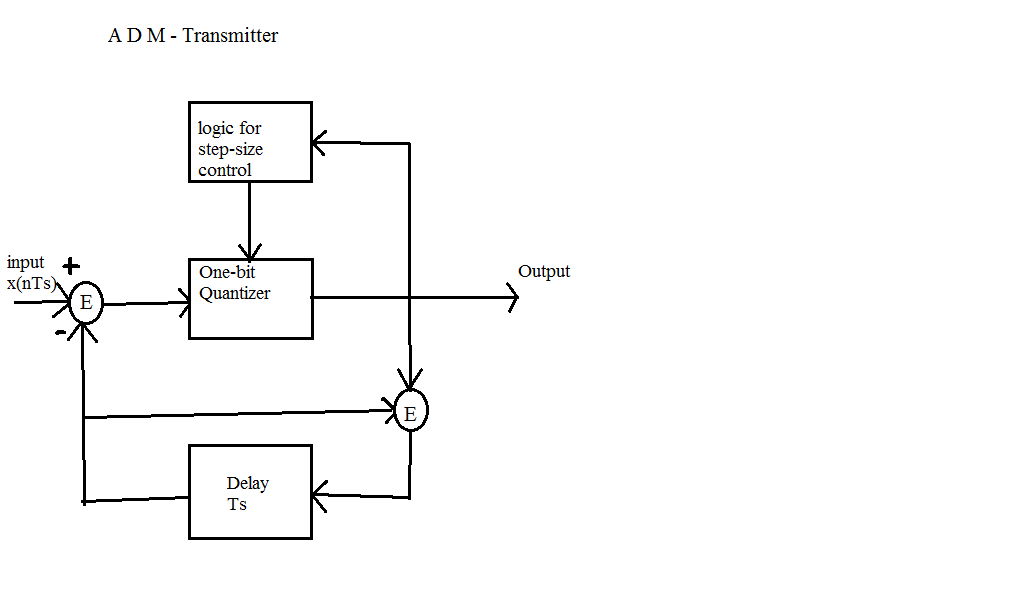 A D M - Transmitter
logic for
step-size
control
input +
x(nTs)
One-bit
Quantizer
Output
E
-
E
Delay
Ts